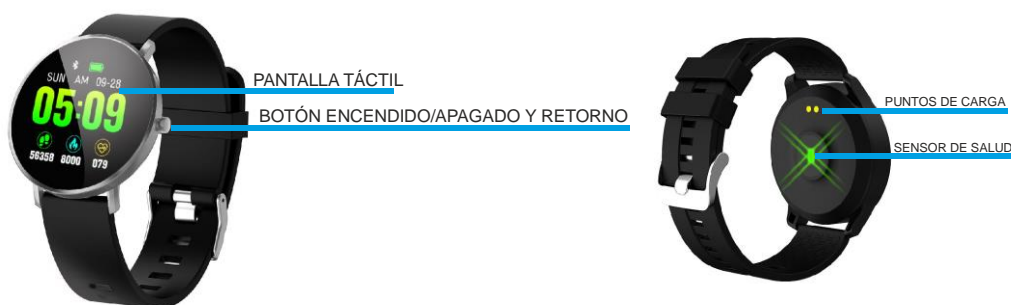 SUN AM 09-28
05:09
56358 8000 079
PANTALLA TÁCTIL
BOTÓN ENCENDIDO/APAGADO Y RETORNO
PUNTOS DE CARGA
SENSOR DE SALUD